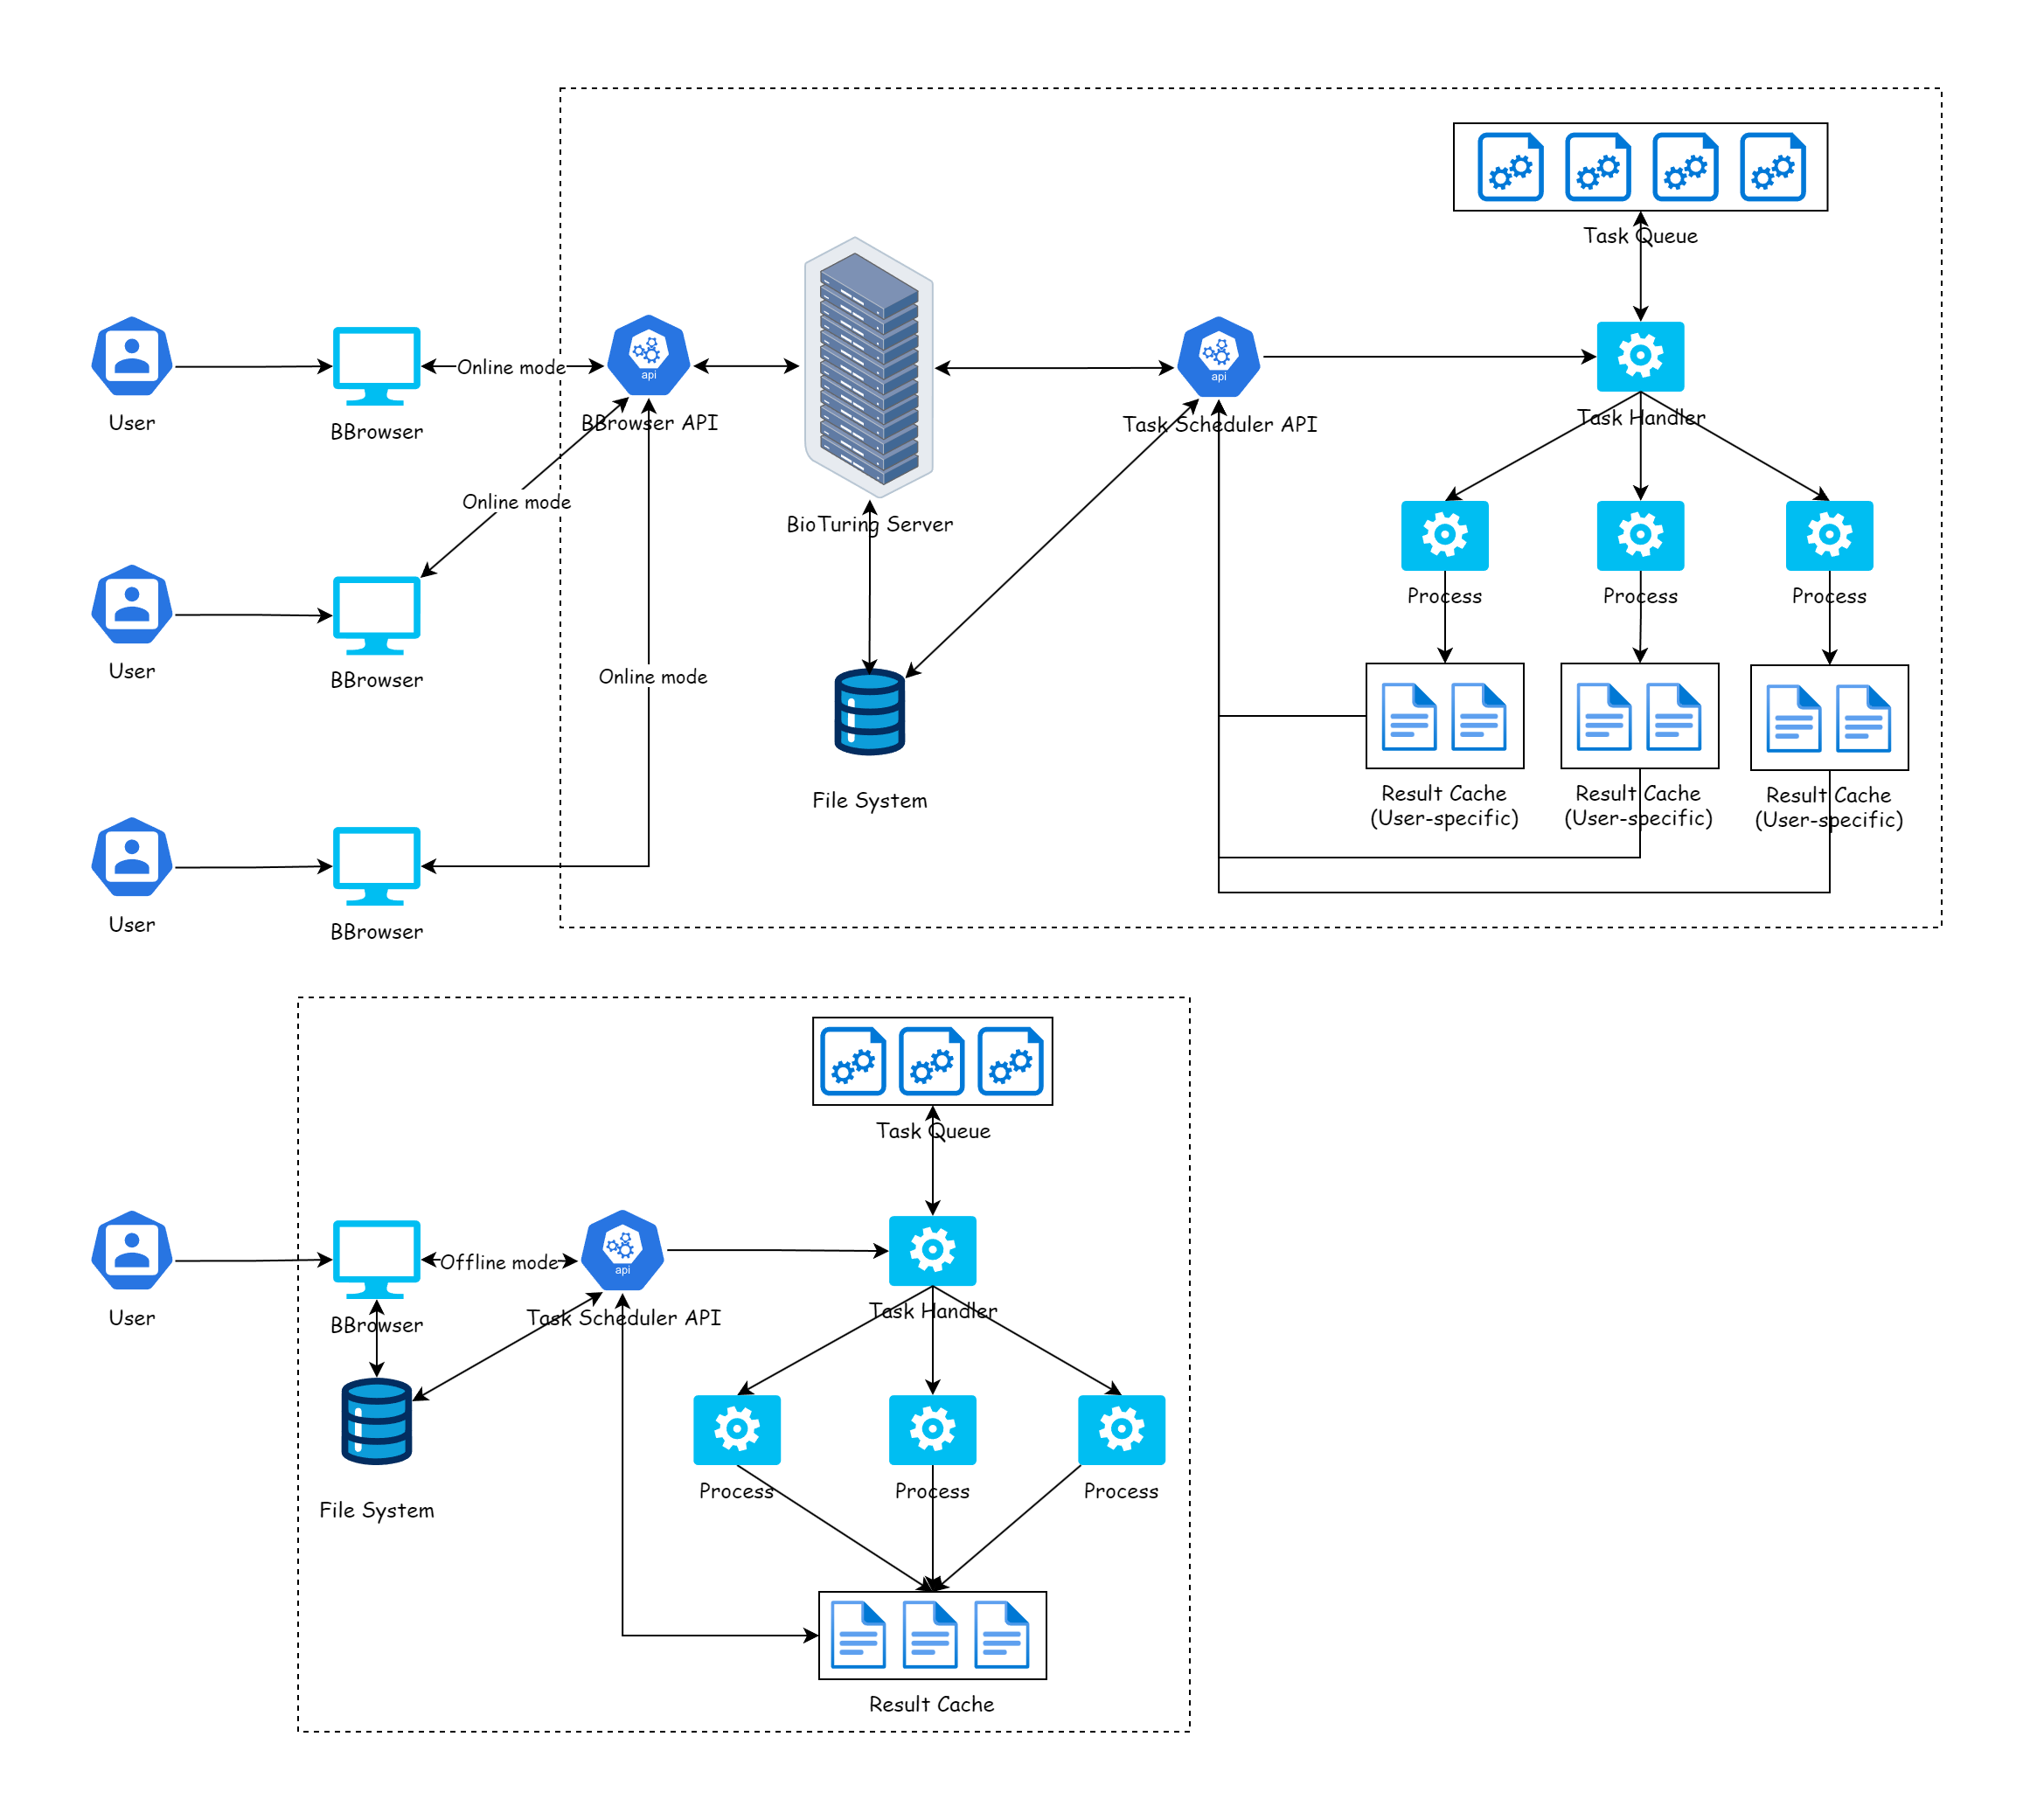 Task Queue
Online mode
api
api
User
BBrowser
BBrowser API
Task Scheduler API
Task Handler
Online mode
BioTuring Server
Process
Process
Process
User
BBrowser
Online mode
File System
Result Cache
(User-specific)
Result Cache
(User-specific)
Result Cache
(User-specific)
User
BBrowser
Task Queue
Offline mode
api
User
BBrowser
Task Scheduler API
Task Handler
File System
Process
Process
Process
Result Cache